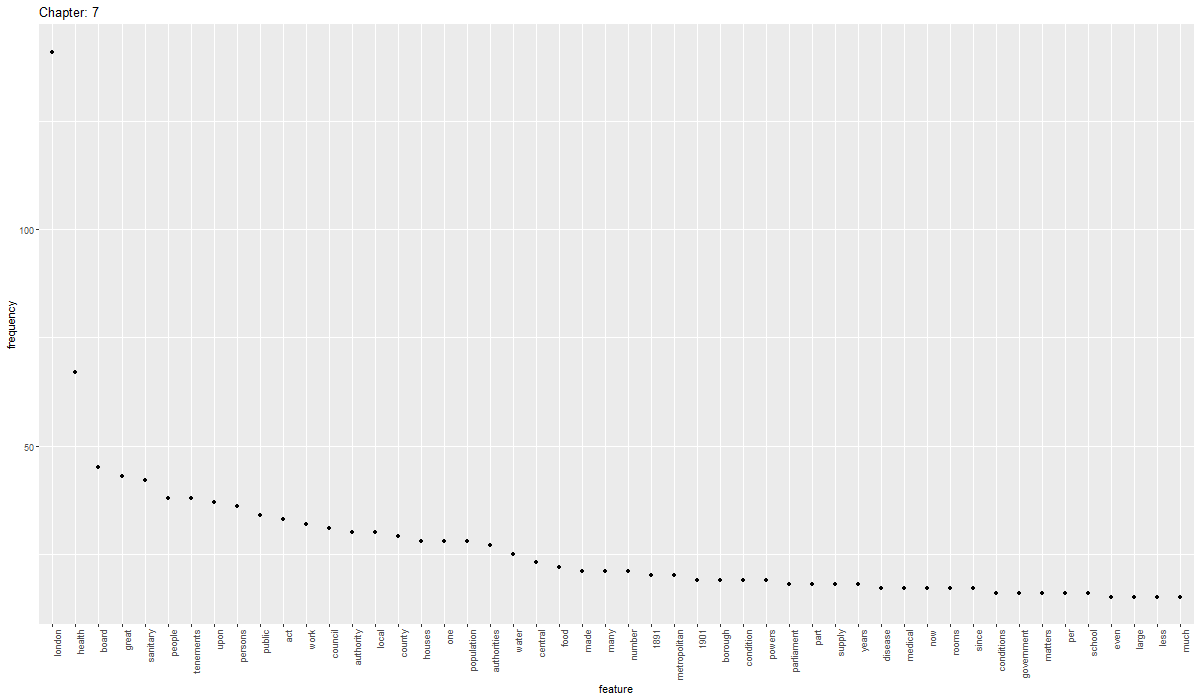 Chapter: 7
frequency
100
50
london
health
board
great
sanitary
people
tenements
upon
persons
public
act
work
council
authority
local
county
houses
one
population
authorities
water
central
food
made
many
number
1891
metropolitan
1901
borough
condition
powers
parliament
part
supply
years
disease
medical
now
rooms
since
conditions
government
matters
per
school
even
large
less
much
feature